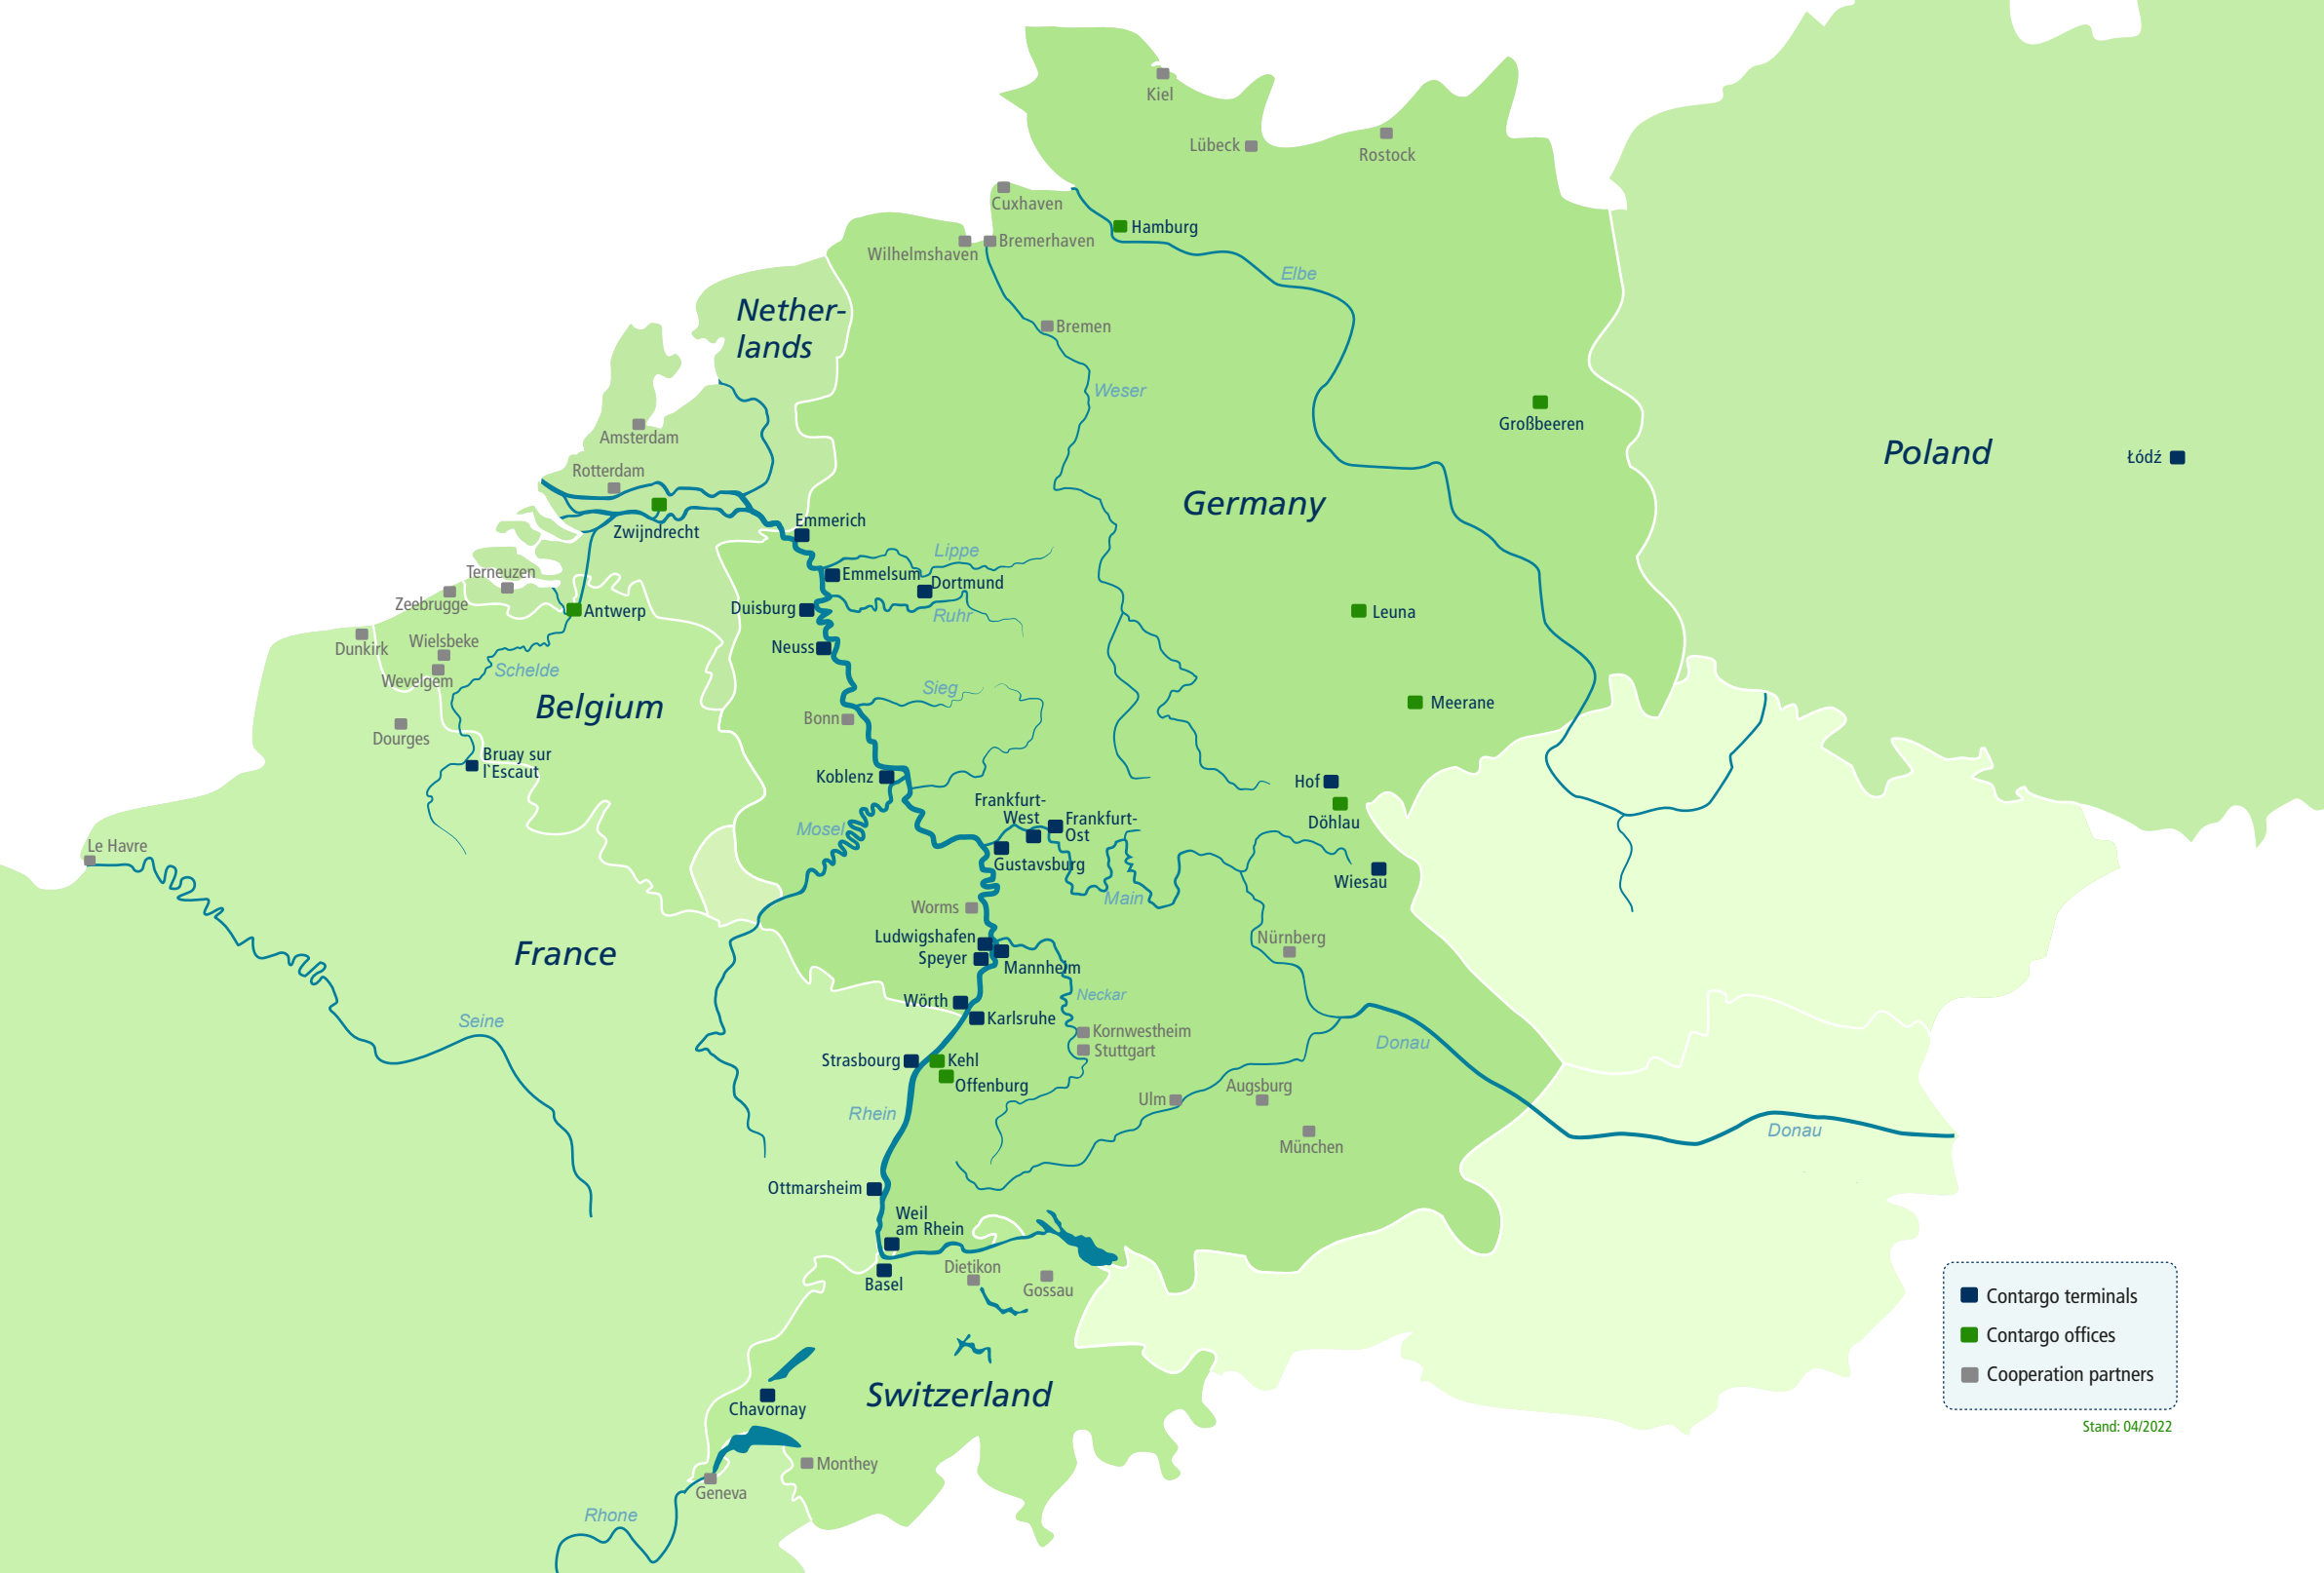 Kiel
Lübeck
Rostock
Cuxhaven
Hamburg
Bremerhaven
Wilhelmshaven
Elbe
Nether-
lands
Bremen
Weser
Großbeeren
Amsterdam
Poland
Łódź
Rotterdam
Germany
Zwijndrecht
Emmerich
Lippe
Terneuzen
Emmelsum
Dortmund
Zeebrugge
Antwerp
Duisburg
Ruhr
Leuna
Dunkirk
Wielsbeke
Neuss
Schelde
Wevelgem
Sieg
Belgium
Meerane
Bonn
Dourges
Bruay sur
l`Escaut
Koblenz
Hof
Frankfurt-
West
Frankfurt-
Ost
Döhlau
Mosel
Le Havre
Gustavsburg
Wiesau
Main
Worms
Ludwigshafen
Nürnberg
France
Speyer
Mannheim
Neckar
Wörth
Karlsruhe
Seine
Kornwestheim
Donau
Stuttgart
Strasbourg
Kehl
Offenburg
Augsburg
Ulm
Rhein
Donau
München
Ottmarsheim
Weil
am Rhein
Dietikon
Basel
Gossau
Contargo terminals
Contargo offices
Cooperation partners
Switzerland
Chavornay
Stand: 04/2022
Monthey
Geneva
Rhone